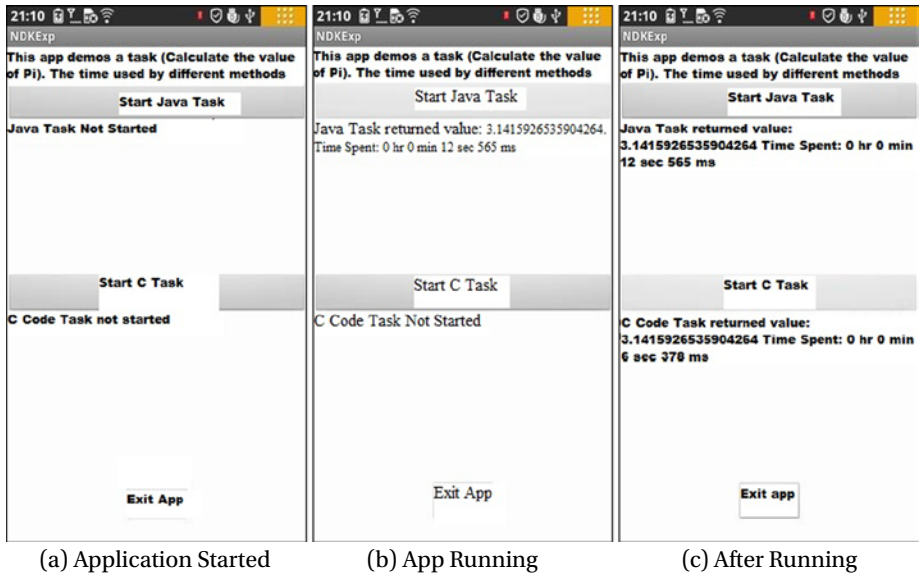 21:10
NDKExp
This app demos a task (Calculate the value
of Pi). The time used by different methods
Start Java Task
Java Task Not Started
Start C Task
C Code Task not started
Exit App
(a) Application Started
21:10
NDKExp
This app demos a task (Calculate the value
of Pi). The time used by different methods
Start Java Task
Java Task returned value: 3.1415926535904264.
Time Spent: 0 hr 0 min 12 sec 565 ms
Start C Task
C Code Task Not Started
Exit App
(b) App Running
21:10
NDKExp
This app demos a task (Calculate the value
of Pi). The time used by different methods
Start Java Task
Java Task returned value:
3.1415926535904264 Time Spent: 0 hr 0 min
12 sec 565 ms
Start C Task
C Code Task returned value:
3.1415926535904264 Time Spent: 0 hr 0 min
6 sec 378 ms
Exit app
(c) After Running